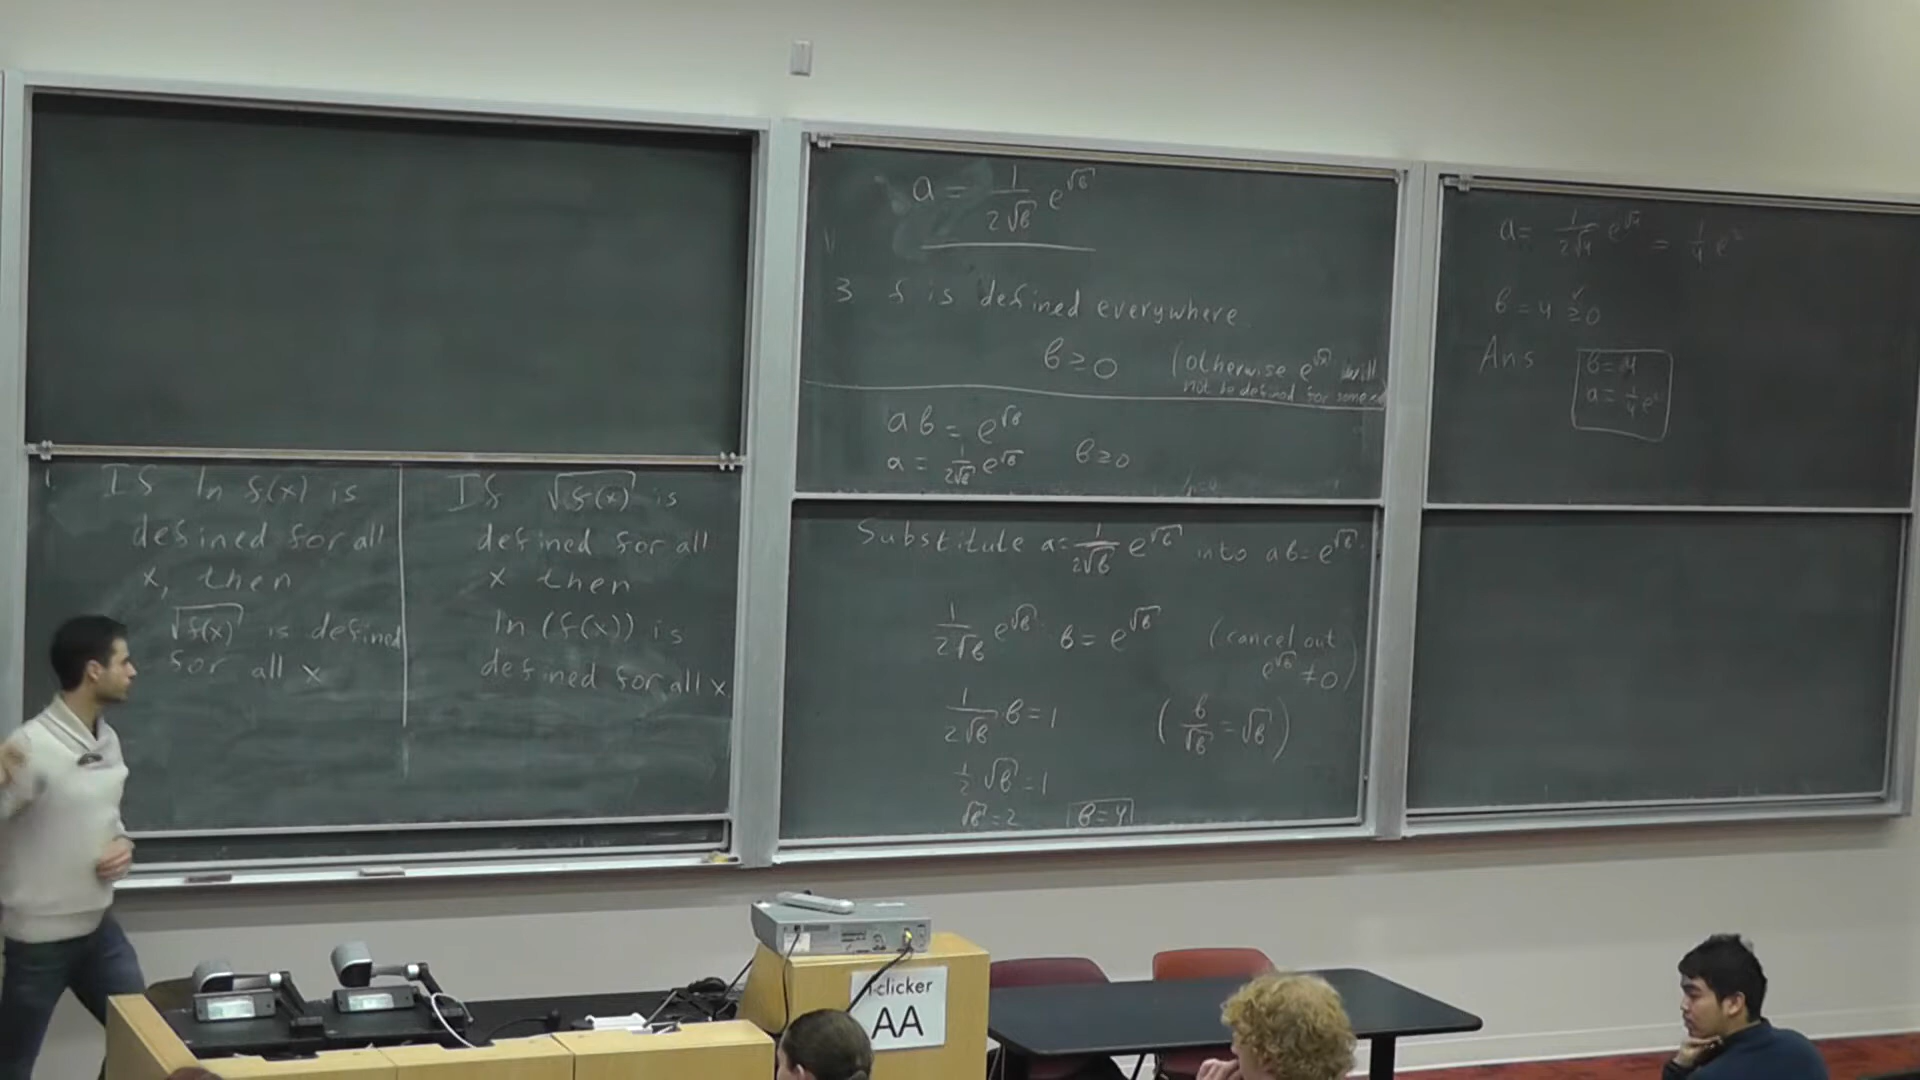 If ln f(x) is
defined for all
x, then
√f(x) is defined
for all x
If √f(x) is
defined for all
x then
ln (f(x)) is
defined for all x.
a = 1/(2√b) e^√b
3 f is defined everywhere.
b ≥ 0 (otherwise e^√x will
not be defined for some x)
ab = e^√b
a = 1/(2√b) e^√b b ≥ 0
Substitute a = 1/(2√b) e^√b into ab = e^√b.
1/(2√b) e^√b · b = e^√b (cancel out
e^√b ≠ 0)
1/(2√b) b = 1 (b/√b = √b)
1/2 √b = 1
√b = 2 b = 4
a = 1/(2√4) e^√4 = 1/4 e²
b = 4 ≥ 0 ✓
Ans b = 4
a = 1/4 e²
i-clicker
AA